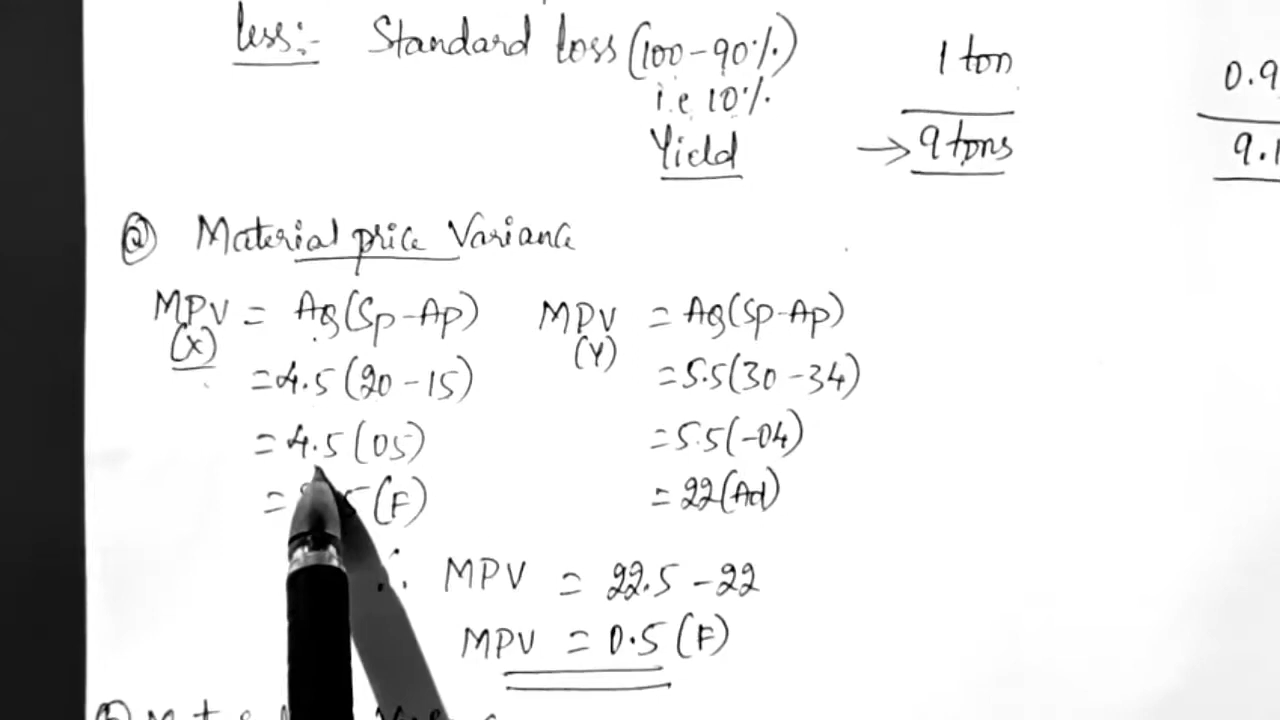 less:- Standard loss (100-90%) 1 ton
i.e 10% 0.9
Yield → 9 tons 9.1
(a) Material price Variance
MPV = AQ(Sp-Ap) MPV = AQ(Sp-Ap)
(X) (Y)
=4.5(20-15) =5.5(30-34)
=4.5(05) =5.5(-04)
= (F) =22(Ad)
∴ MPV = 22.5-22
MPV = 0.5 (F)